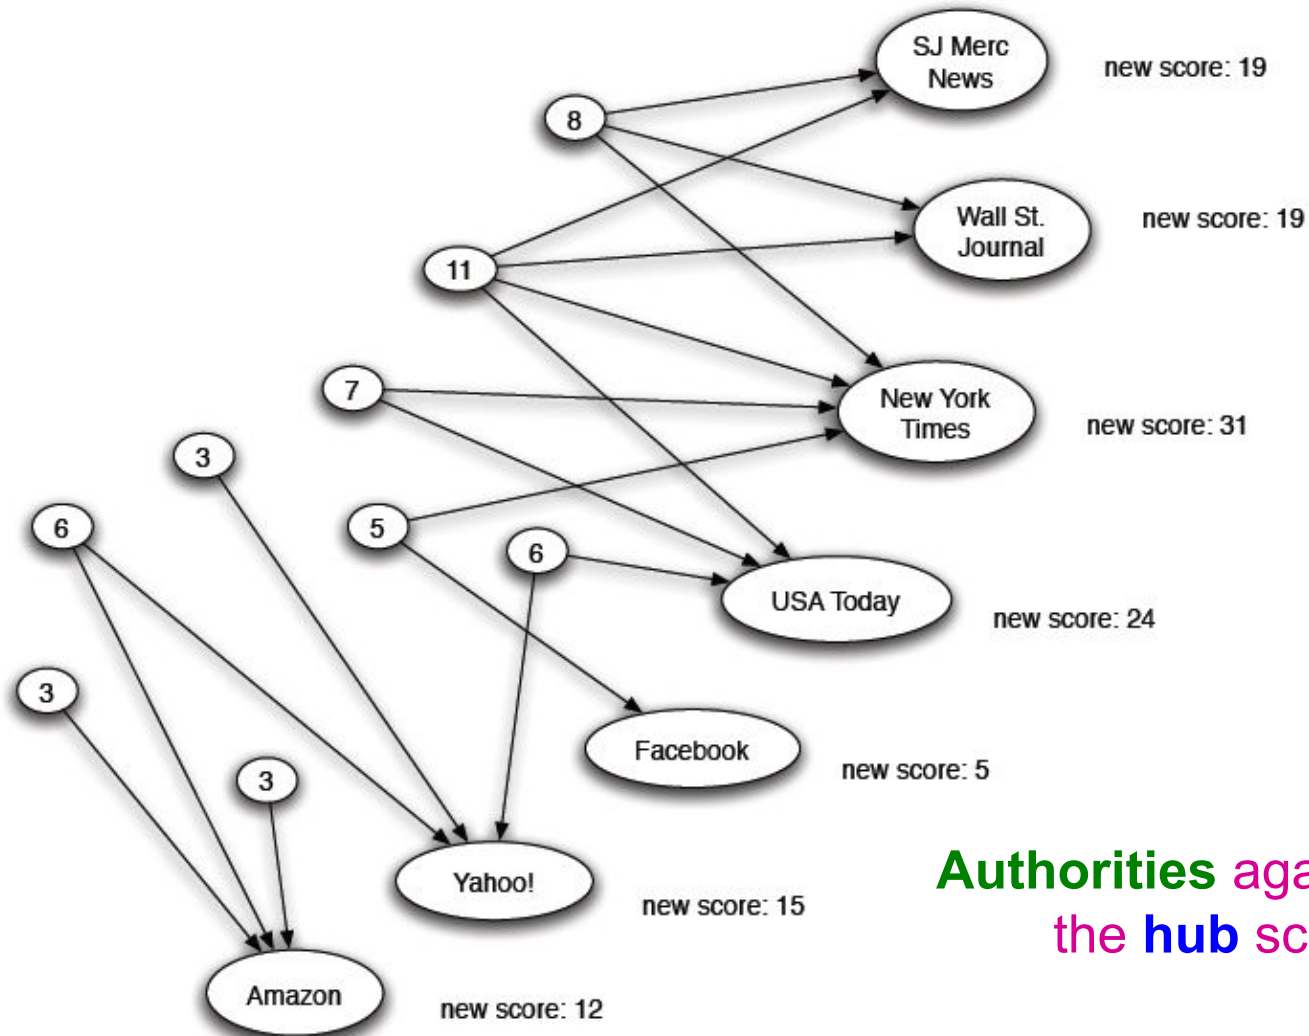 SJ Merc
News
new score: 19
8
Wall St.
Journal
new score: 19
11
7
New York
Times
new score: 31
3
6
5
6
USA Today
new score: 24
3
Facebook
new score: 5
3
Yahoo!
new score: 15
Authorities
the hub
Amazon
new score: 12